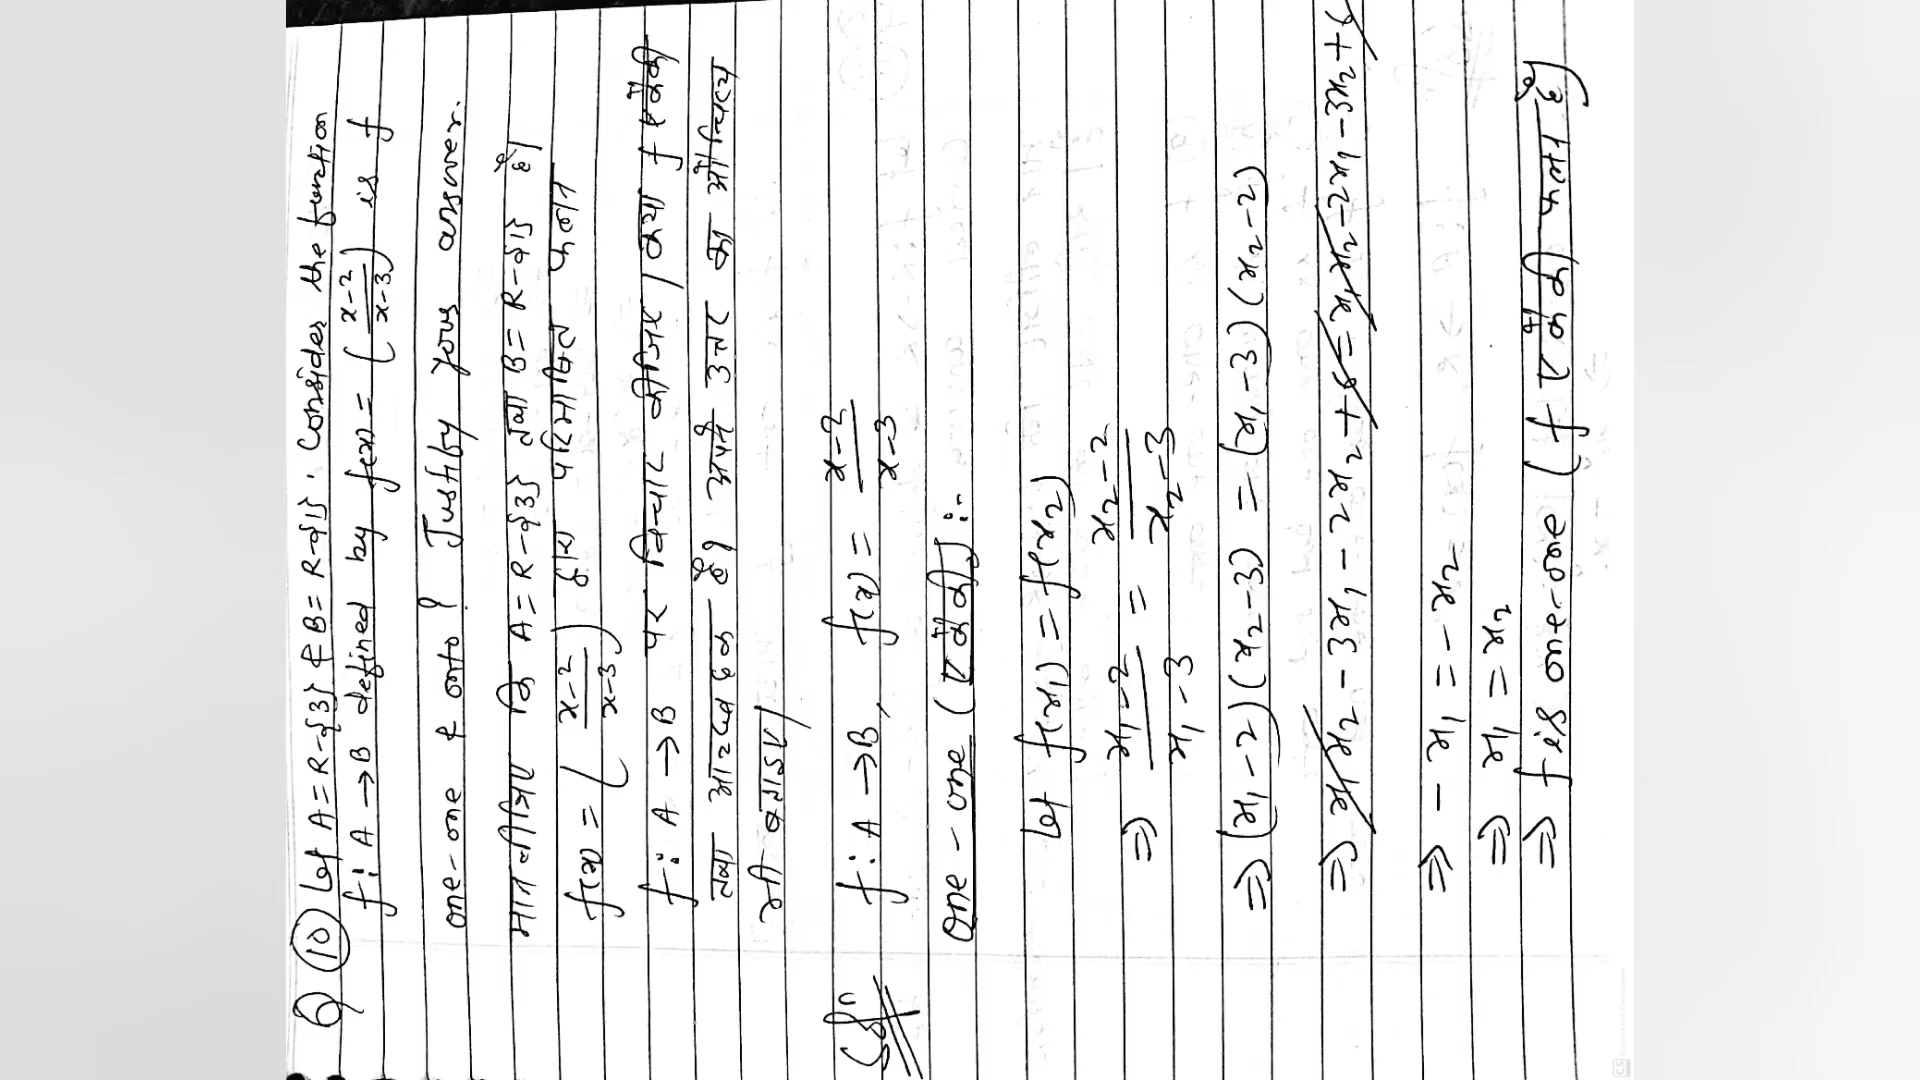 Q ⑩ Let A = R-{3} & B = R-{1}. Consider the function
f: A → B defined by f(x) = (x-2/x-3) is f
one-one & onto? Justify your answer.
मान लीजिए कि A = R-{3} तथा B = R-{1} है।
f(x) = (x-2/x-3) द्वारा परिभाषित फलन
f: A → B पर विचार कीजिए। क्या f एकैकी
तथा आच्छादक है? अपने उत्तर का औचित्य
भी बताइए।
Solⁿ f: A → B, f(x) = x-2/x-3
One-one (एकैकी):-
Let f(x₁) = f(x₂)
⇒ x₁-2/x₁-3 = x₂-2/x₂-3
⇒ (x₁-2)(x₂-3) = (x₁-3)(x₂-2)
⇒ x₁x₂-3x₁-2x₂+6 = x₁x₂-2x₁-3x₂+6
⇒ -x₁ = -x₂
⇒ x₁ = x₂
⇒ f is one-one (f एकैकी फलन है)
CS